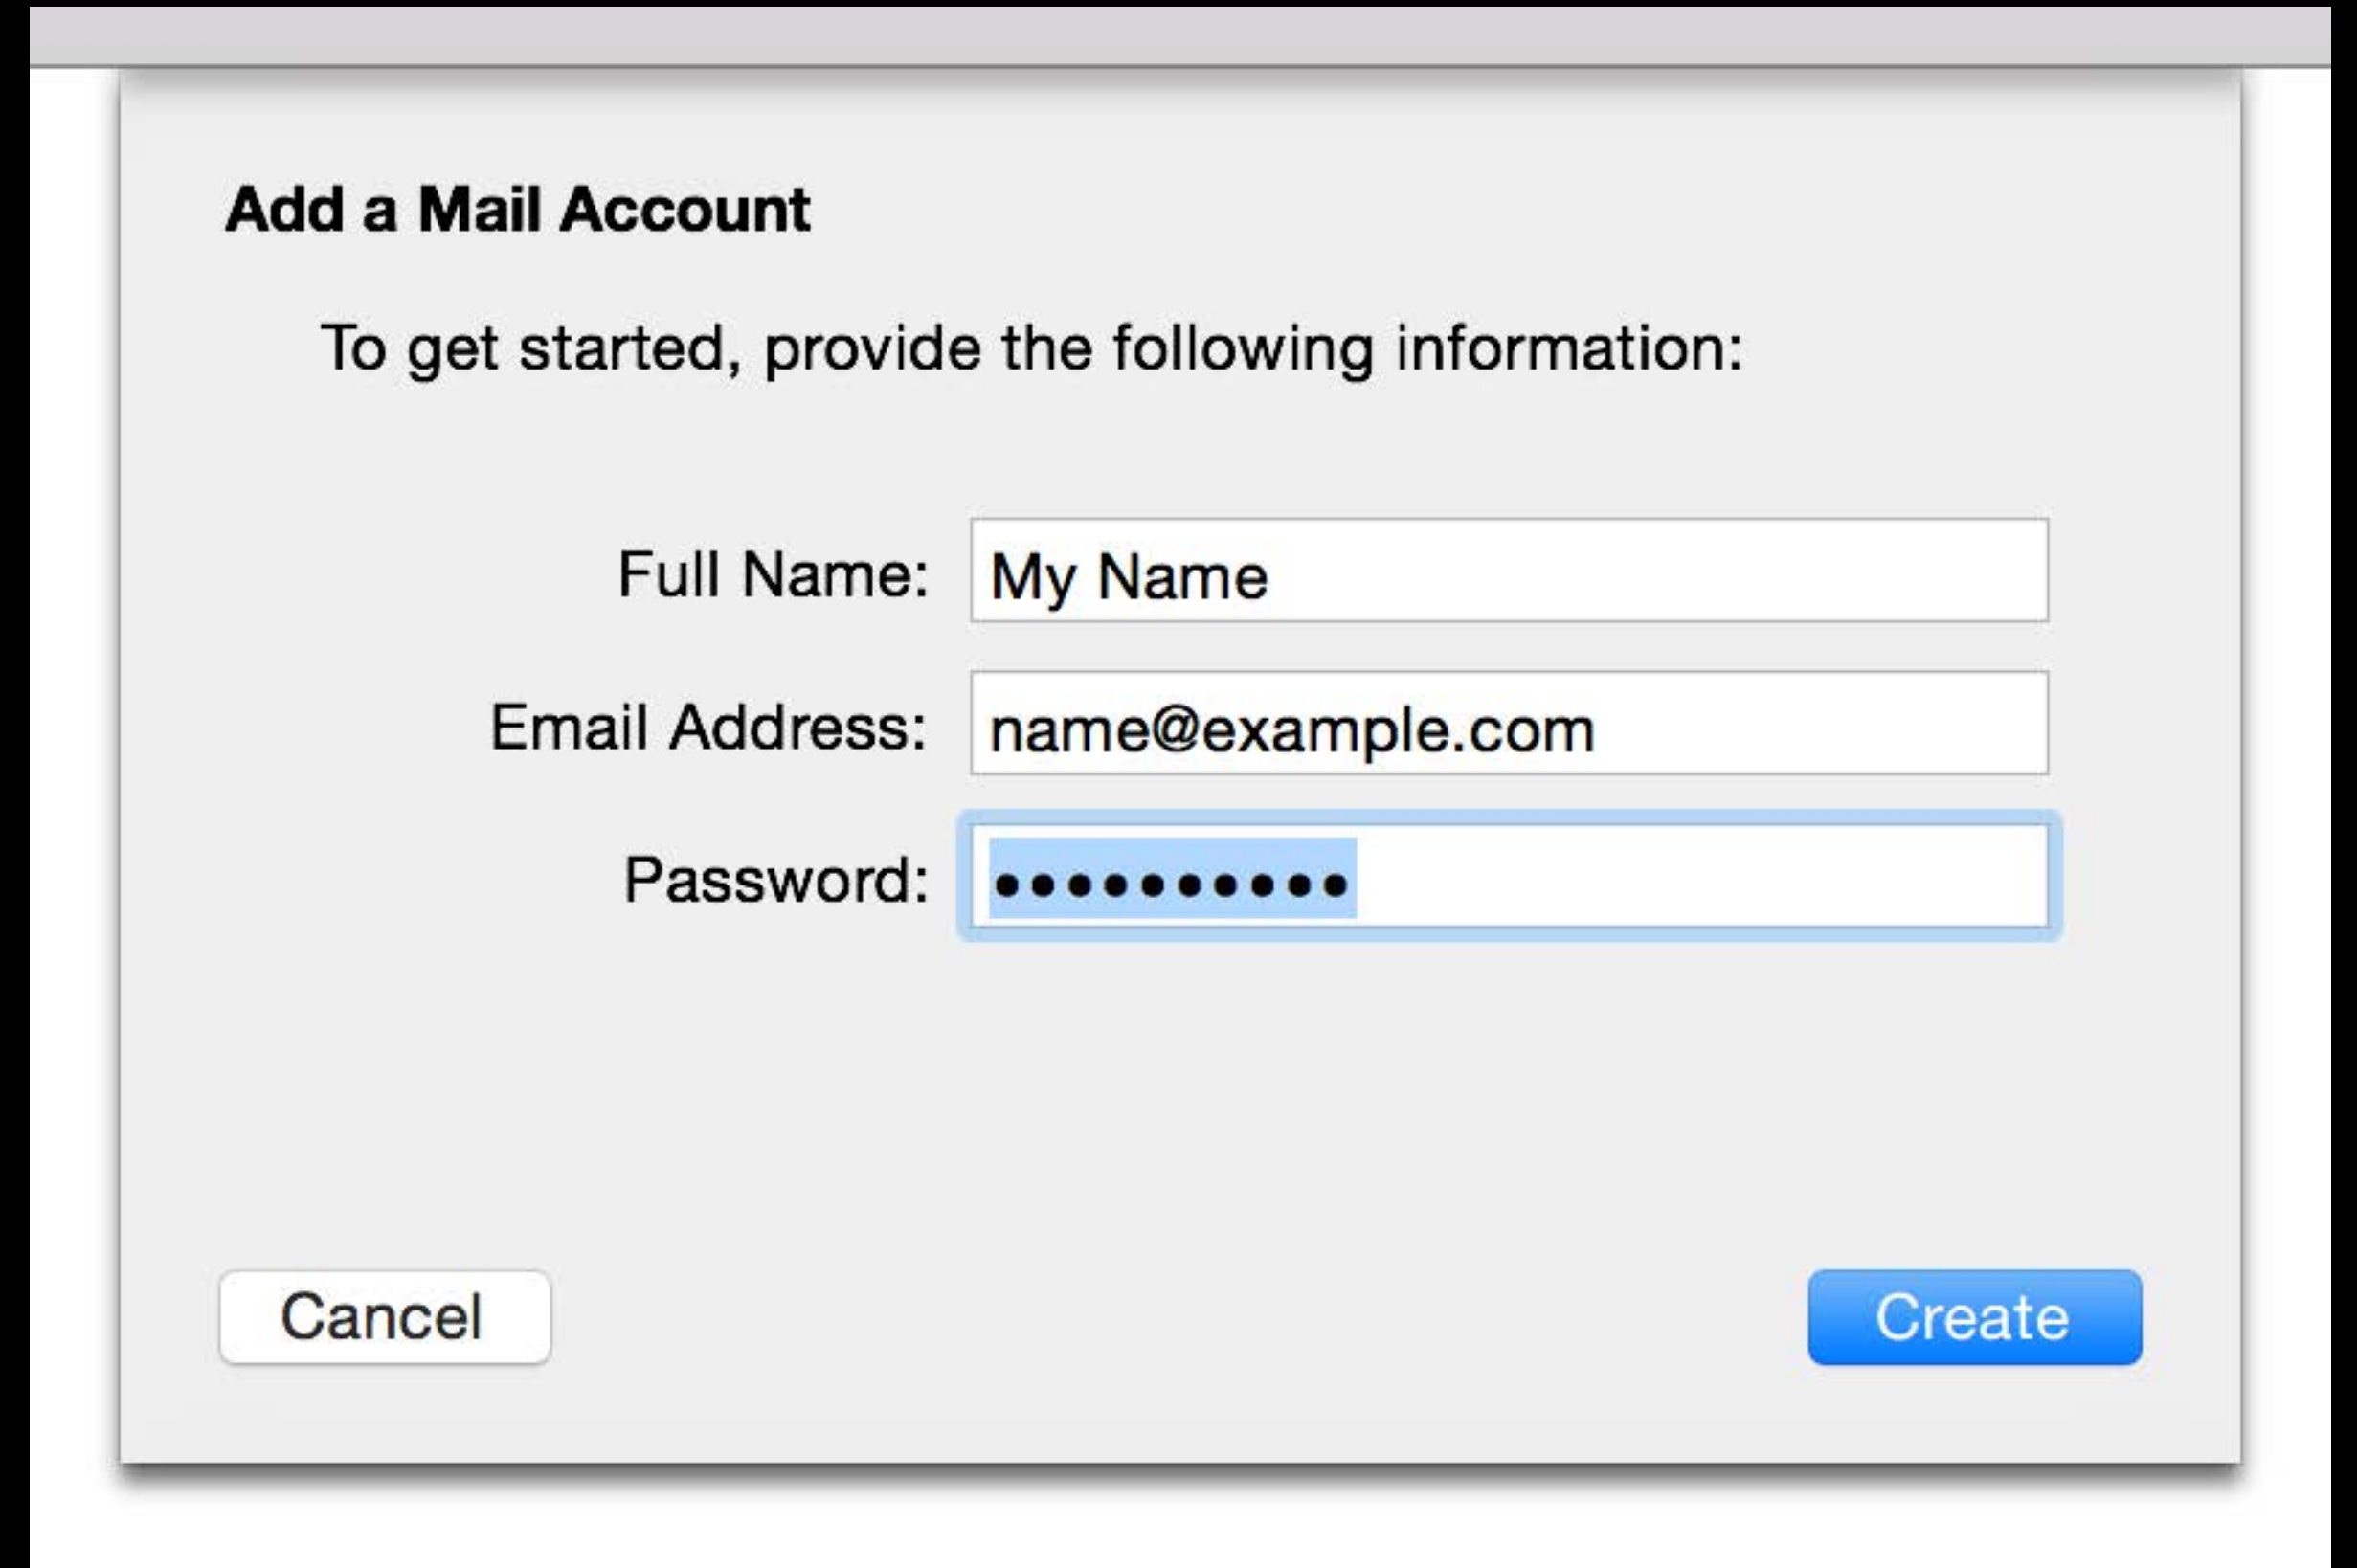 Add a Mail Account
To get started, provide the following information:
Full Name: My Name
Email Address: name@example.com
Password: ••••••••••
Cancel Create